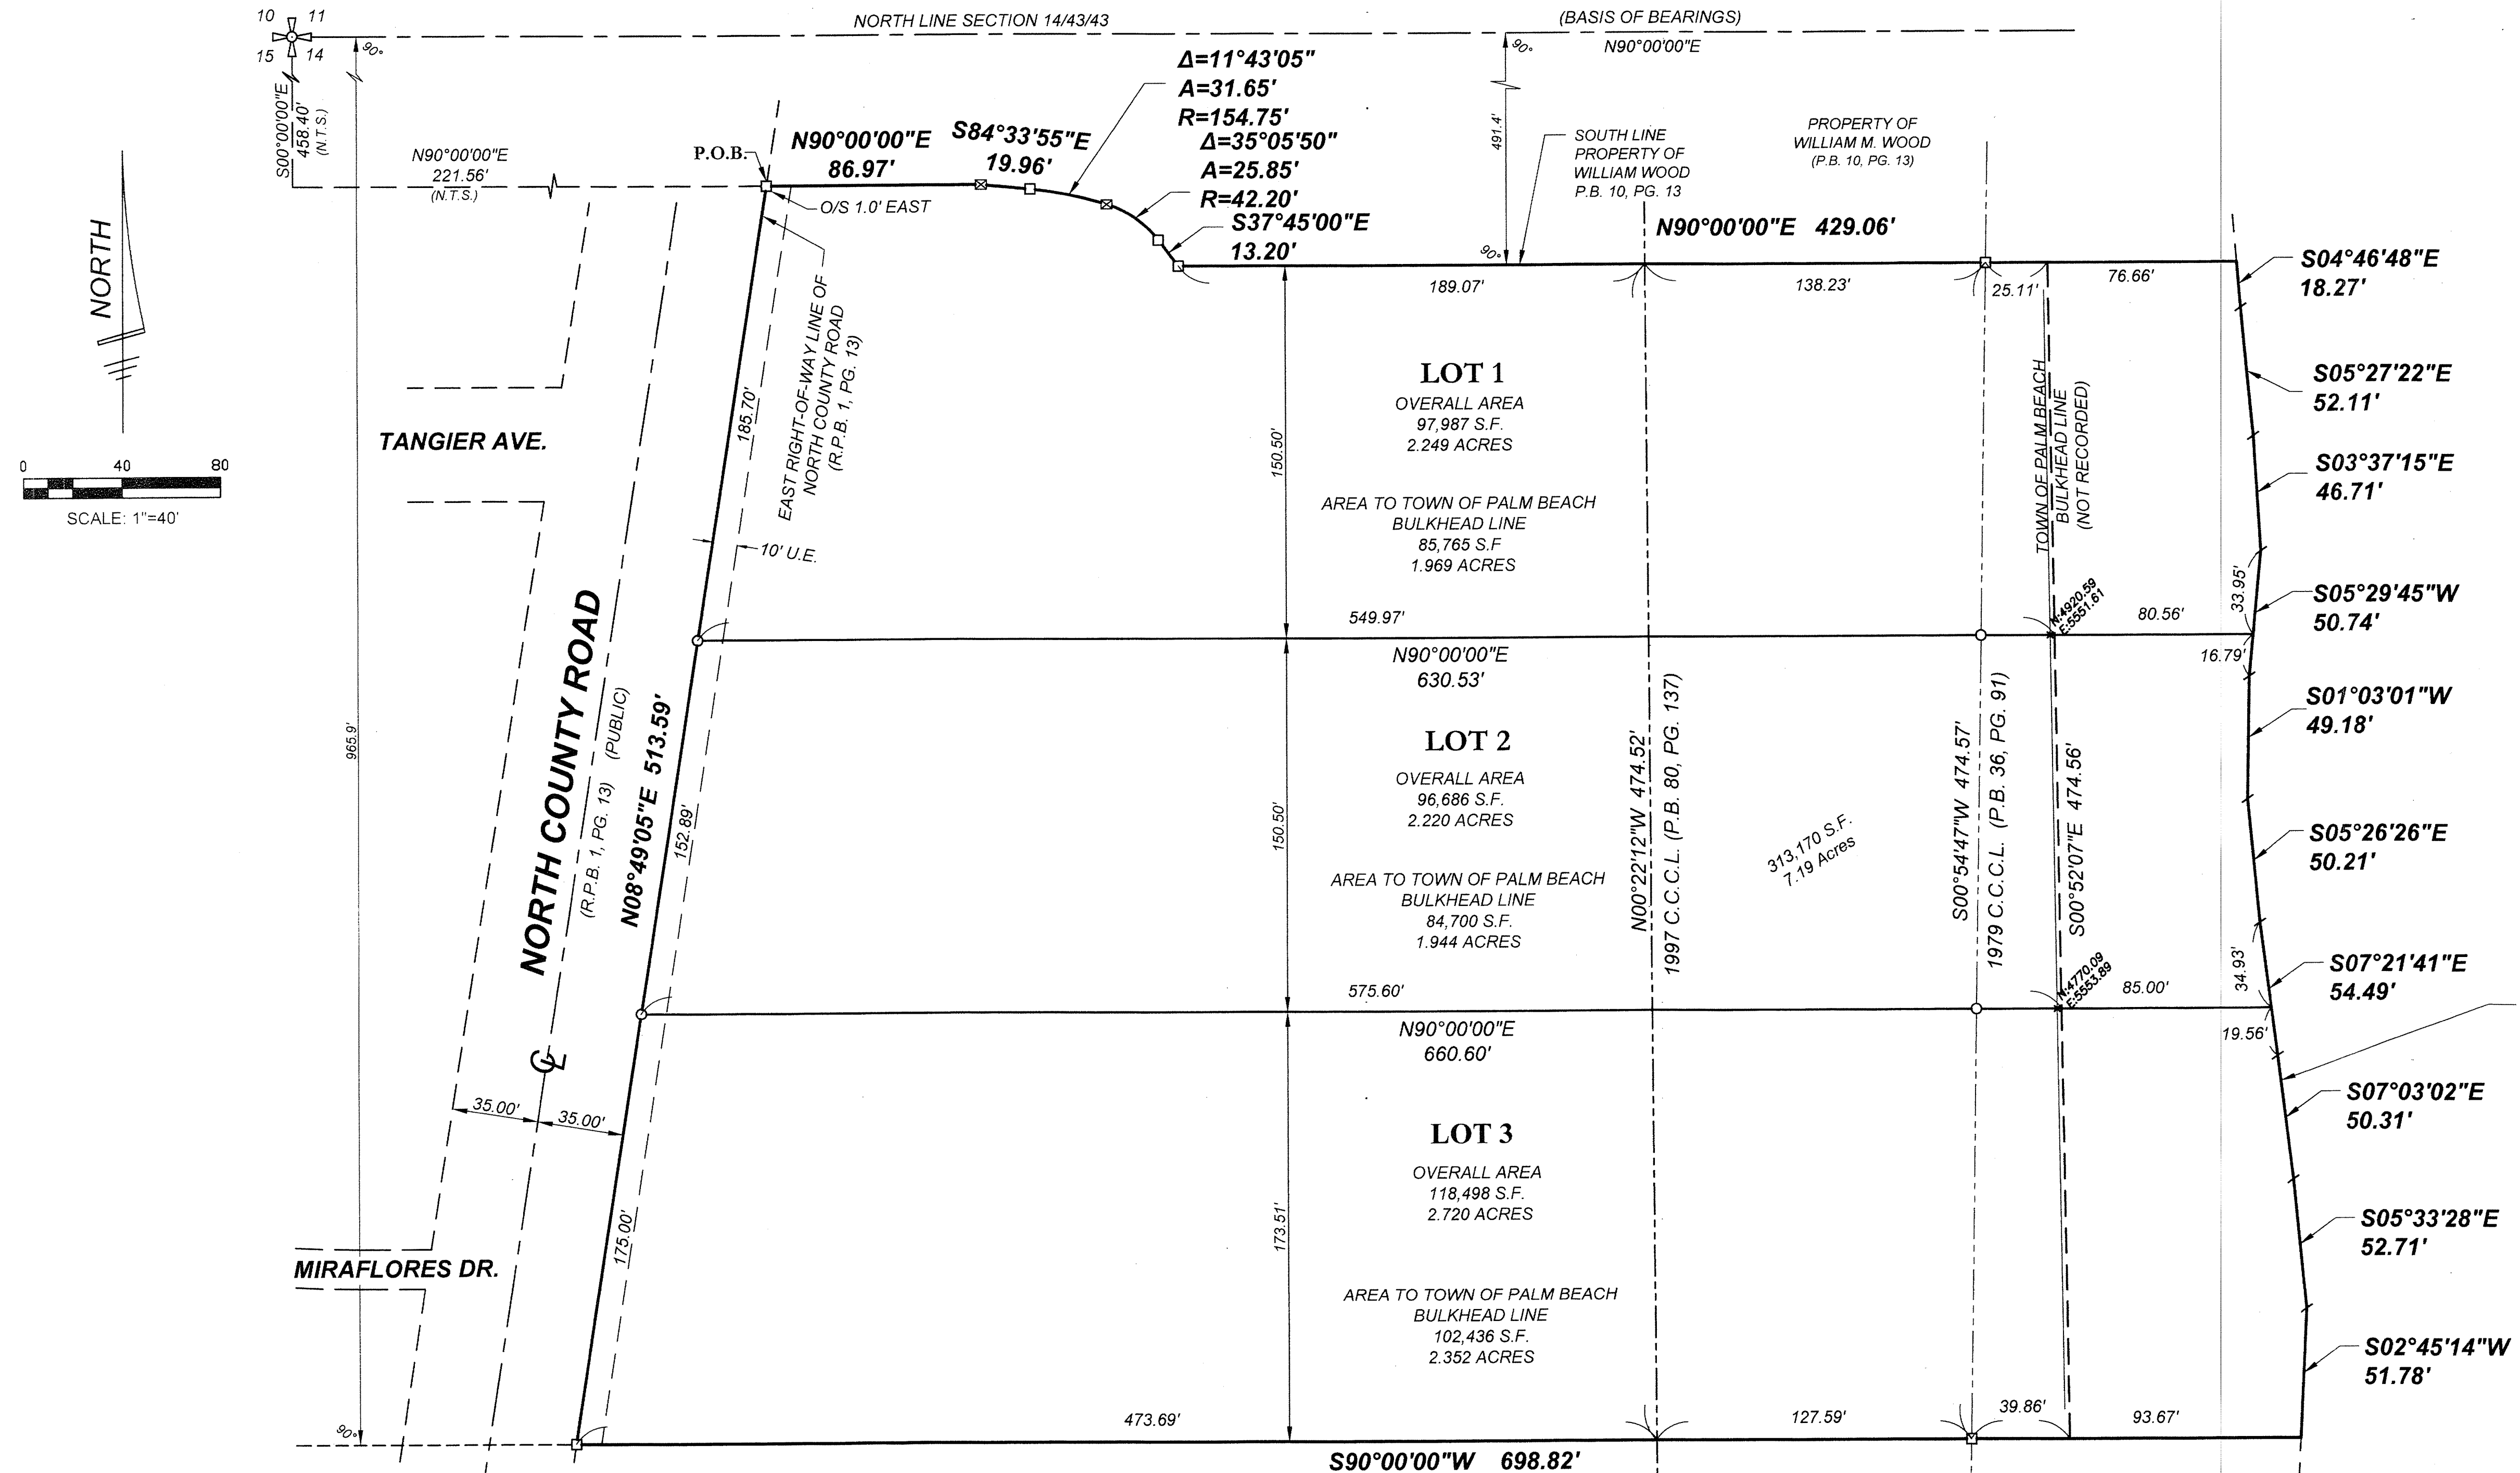 10 11
15 14
NORTH LINE SECTION 14/43/43
(BASIS OF BEARINGS)
N90°00'00"E
90°
90°
S00°00'00"E
458.40'
(N.T.S.)
N90°00'00"E
221.56'
(N.T.S.)
P.O.B.
N90°00'00"E
86.97'
S84°33'55"E
19.96'
Δ=11°43'05"
A=31.65'
R=154.75'
Δ=35°05'50"
A=25.85'
R=42.20'
S37°45'00"E
13.20'
O/S 1.0' EAST
491.4'
90°
SOUTH LINE
PROPERTY OF
WILLIAM WOOD
P.B. 10, PG. 13
PROPERTY OF
WILLIAM M. WOOD
(P.B. 10, PG. 13)
N90°00'00"E 429.06'
189.07'
138.23'
25.11'
76.66'
NORTH
0 40 80
SCALE: 1"=40'
TANGIER AVE.
EAST RIGHT-OF-WAY LINE OF
NORTH COUNTY ROAD
(R.P.B. 1, PG. 13)
185.70'
10' U.E.
150.50'
LOT 1
OVERALL AREA
97,987 S.F.
2.249 ACRES
AREA TO TOWN OF PALM BEACH
BULKHEAD LINE
85,765 S.F
1.969 ACRES
TOWN OF PALM BEACH
BULKHEAD LINE
(NOT RECORDED)
S04°46'48"E
18.27'
S05°27'22"E
52.11'
S03°37'15"E
46.71'
S05°29'45"W
50.74'
33.95'
16.79'
549.97'
80.56'
N:4920.59
E:5551.61
N90°00'00"E
630.53'
965.9'
NORTH COUNTY ROAD
(R.P.B. 1, PG. 13) (PUBLIC)
N08°49'05"E 513.59'
152.89'
150.50'
LOT 2
OVERALL AREA
96,686 S.F.
2.220 ACRES
AREA TO TOWN OF PALM BEACH
BULKHEAD LINE
84,700 S.F.
1.944 ACRES
N00°22'12"W 474.52'
1997 C.C.C.L. (P.B. 80, PG. 137)
313,170 S.F.
7.19 Acres
S00°54'47"W 474.57'
1979 C.C.C.L. (P.B. 36, PG. 91)
S00°52'07"E 474.56'
S01°03'01"W
49.18'
S05°26'26"E
50.21'
S07°21'41"E
54.49'
34.93'
19.56'
575.60'
85.00'
N:4770.09
E:5553.89
N90°00'00"E
660.60'
CL
35.00'
35.00'
175.00'
173.51'
LOT 3
OVERALL AREA
118,498 S.F.
2.720 ACRES
AREA TO TOWN OF PALM BEACH
BULKHEAD LINE
102,436 S.F.
2.352 ACRES
S07°03'02"E
50.31'
S05°33'28"E
52.71'
S02°45'14"W
51.78'
MIRAFLORES DR.
90°
473.69'
127.59'
39.86'
93.67'
S90°00'00"W 698.82'